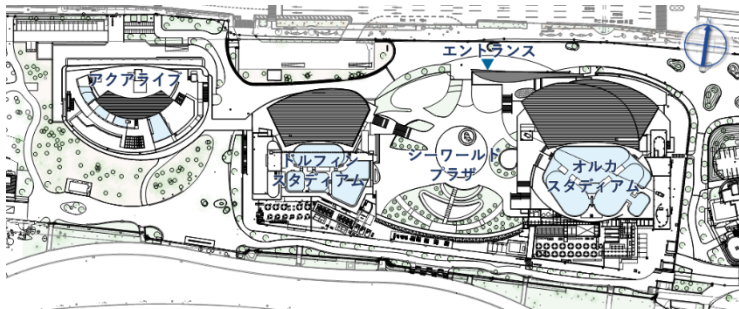 エントランス
アクアライブ
ドルフィン
スタディアム
シーワールド
プラザ
オルカ
スタディアム